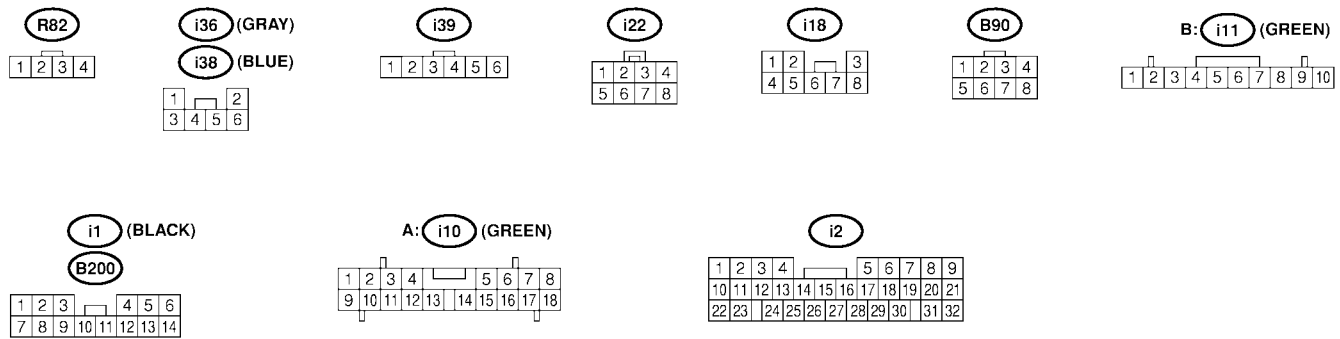 R82
1 2 3 4
i36 (GRAY)
i38 (BLUE)
1 2
3 4 5 6
i39
1 2 3 4 5 6
i22
1 2 3 4
5 6 7 8
i18
1 2 3
4 5 6 7 8
B90
1 2 3 4
5 6 7 8
B: i11 (GREEN)
1 2 3 4 5 6 7 8 9 10
i1 (BLACK)
B200
1 2 3 4 5 6
7 8 9 10 11 12 13 14
A: i10 (GREEN)
1 2 3 4 5 6 7 8
9 10 11 12 13 14 15 16 17 18
i2
1 2 3 4 5 6 7 8 9
10 11 12 13 14 15 16 17 18 19 20 21
22 23 24 25 26 27 28 29 30 31 32